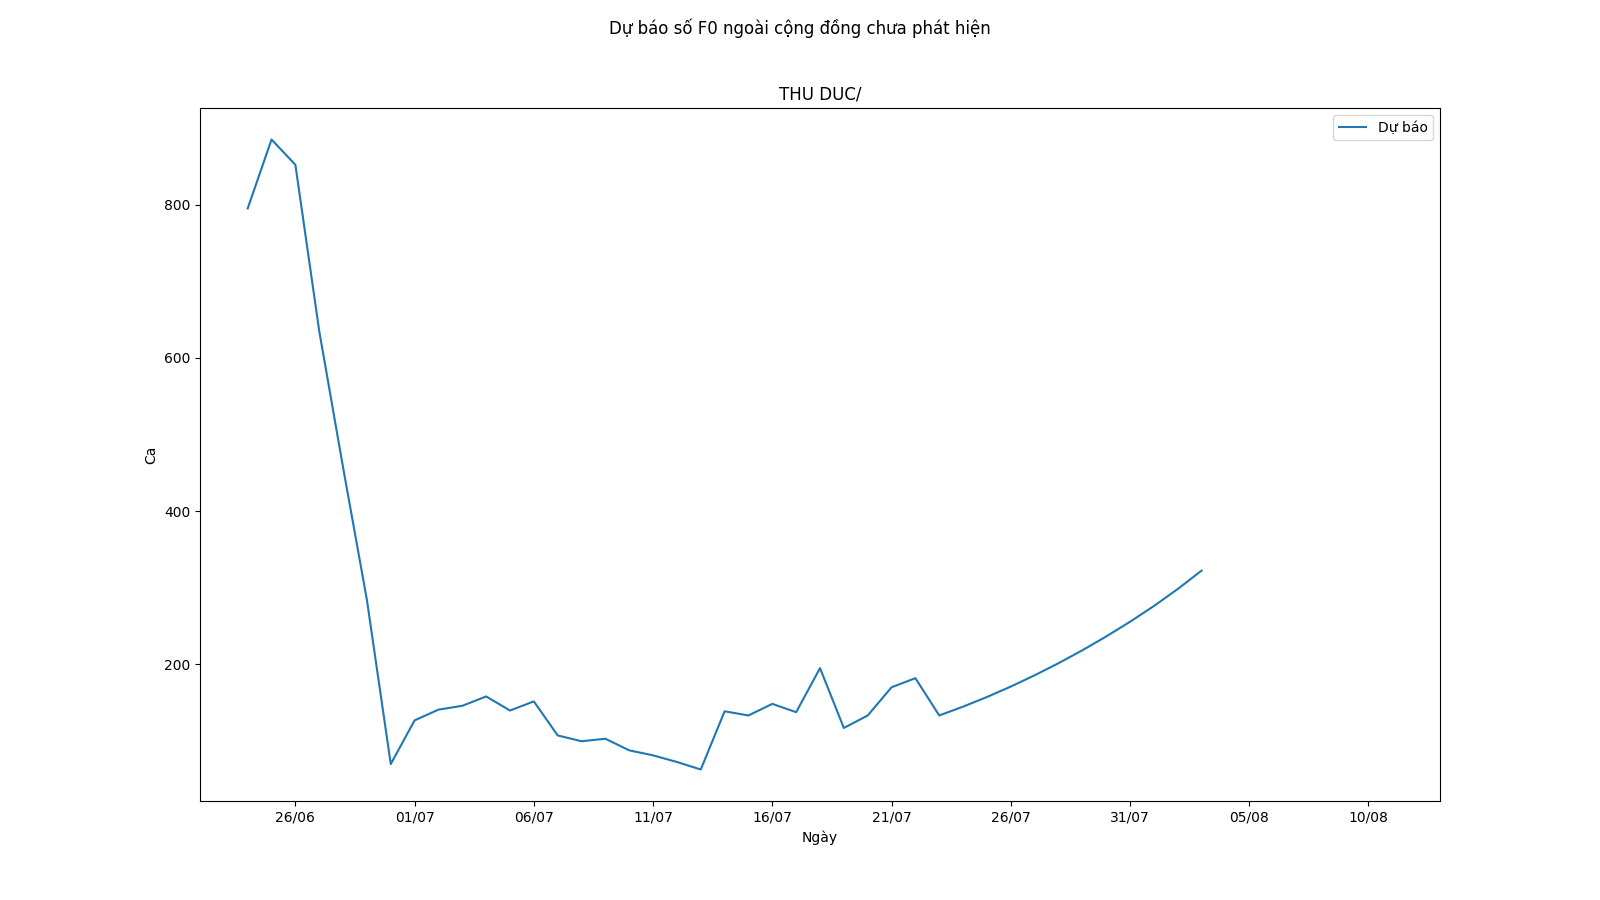 Dự báo số F0 ngoài cộng đồng chưa phát hiện
THU DUC/
Dự báo
800
600
400
200
Ca
26/06 01/07 06/07 11/07 16/07 21/07 26/07 31/07 05/08 10/08
Ngày